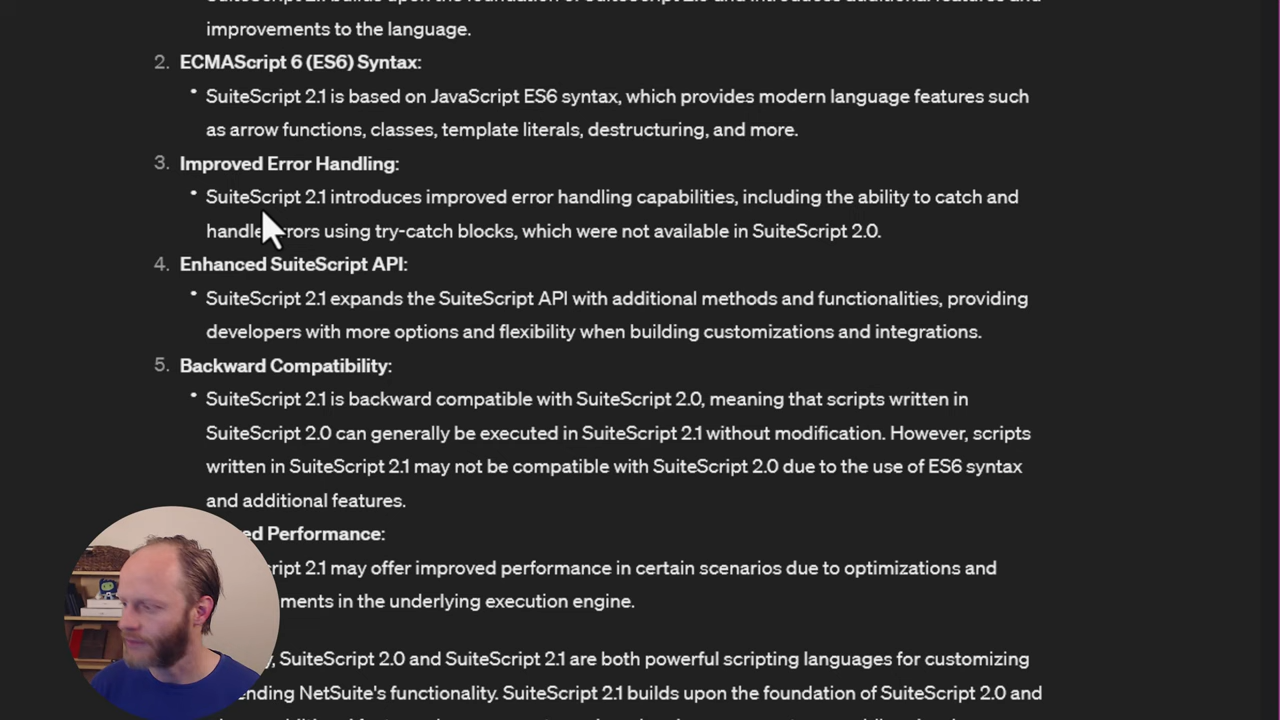 improvements to the language.
2. ECMAScript 6 (ES6) Syntax:
• SuiteScript 2.1 is based on JavaScript ES6 syntax, which provides modern language features such
as arrow functions, classes, template literals, destructuring, and more.
3. Improved Error Handling:
• SuiteScript 2.1 introduces improved error handling capabilities, including the ability to catch and
handle errors using try-catch blocks, which were not available in SuiteScript 2.0.
4. Enhanced SuiteScript API:
• SuiteScript 2.1 expands the SuiteScript API with additional methods and functionalities, providing
developers with more options and flexibility when building customizations and integrations.
5. Backward Compatibility:
• SuiteScript 2.1 is backward compatible with SuiteScript 2.0, meaning that scripts written in
SuiteScript 2.0 can generally be executed in SuiteScript 2.1 without modification. However, scripts
written in SuiteScript 2.1 may not be compatible with SuiteScript 2.0 due to the use of ES6 syntax
and additional features.
Performance:
2.1 may offer improved performance in certain scenarios due to optimizations and
in the underlying execution engine.
SuiteScript 2.0 and SuiteScript 2.1 are both powerful scripting languages for customizing
NetSuite's functionality. SuiteScript 2.1 builds upon the foundation of SuiteScript 2.0 and